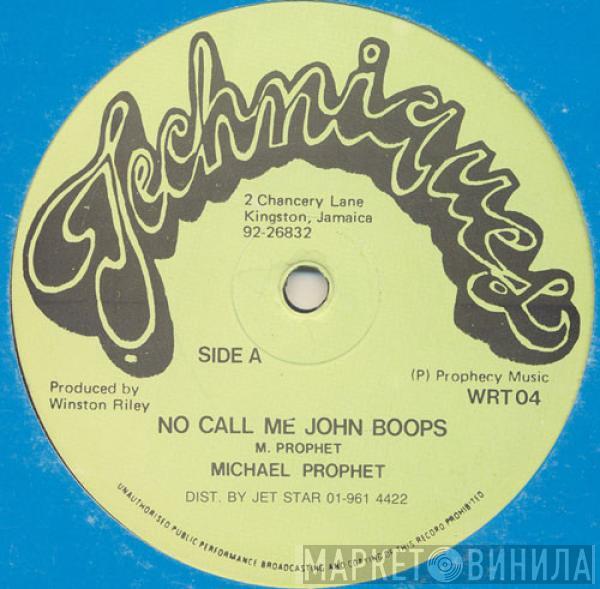 Techniques
2 Chancery Lane
Kingston, Jamaica
92-26832
SIDE A
Produced by
Winston Riley
(P) Prophecy Music
WRT 04
NO CALL ME JOHN BOOPS
M. PROPHET
MICHAEL PROPHET
DIST. BY JET STAR 01-961 4422
UNAUTHORISED PUBLIC PERFORMANCE BROADCASTING AND COPYING OF THIS RECORD PROHIBITED
МАРКЕТ ВИНИЛА